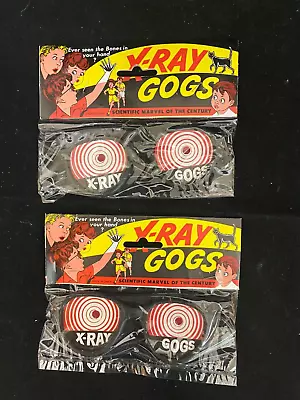 Ever seen the Bones in
your hand
?
X-RAY
GOGS
SCIENTIFIC MARVEL OF THE CENTURY
X-RAY
GOGS
Ever seen the Bones in
your hand
?
X-RAY
GOGS
SCIENTIFIC MARVEL OF THE CENTURY
X-RAY
GOGS